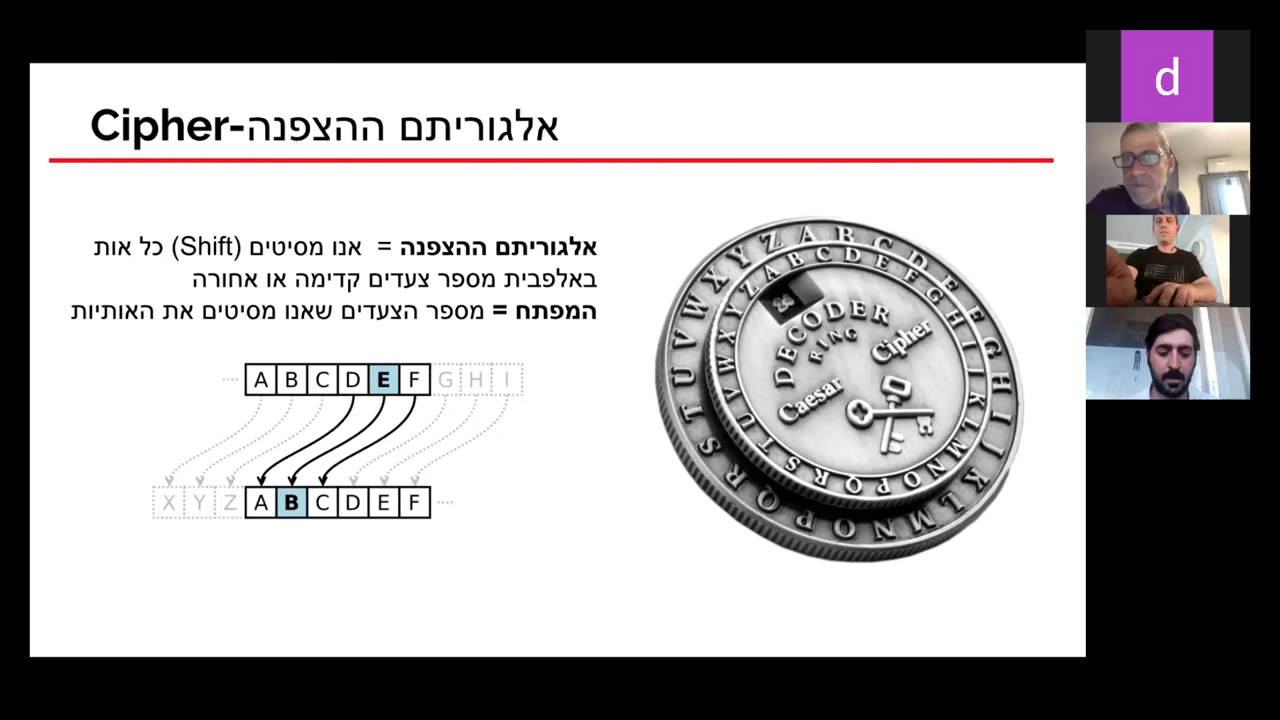 אלגוריתם ההצפנה-Cipher
אלגוריתם ההצפנה = אנו מסיטים (Shift) כל אות
באלפבית מספר צעדים קדימה או אחורה
המפתח = מספר הצעדים שאנו מסיטים את האותיות
A B C D E F G H I
X Y Z A B C D E F
A B C D E F G H I J K L M N O P Q R S T U V W X Y Z
A B C D E F G H I J K L M N O P Q R S T U V W X Y Z
DECODER
RING
Caesar
Cipher
d